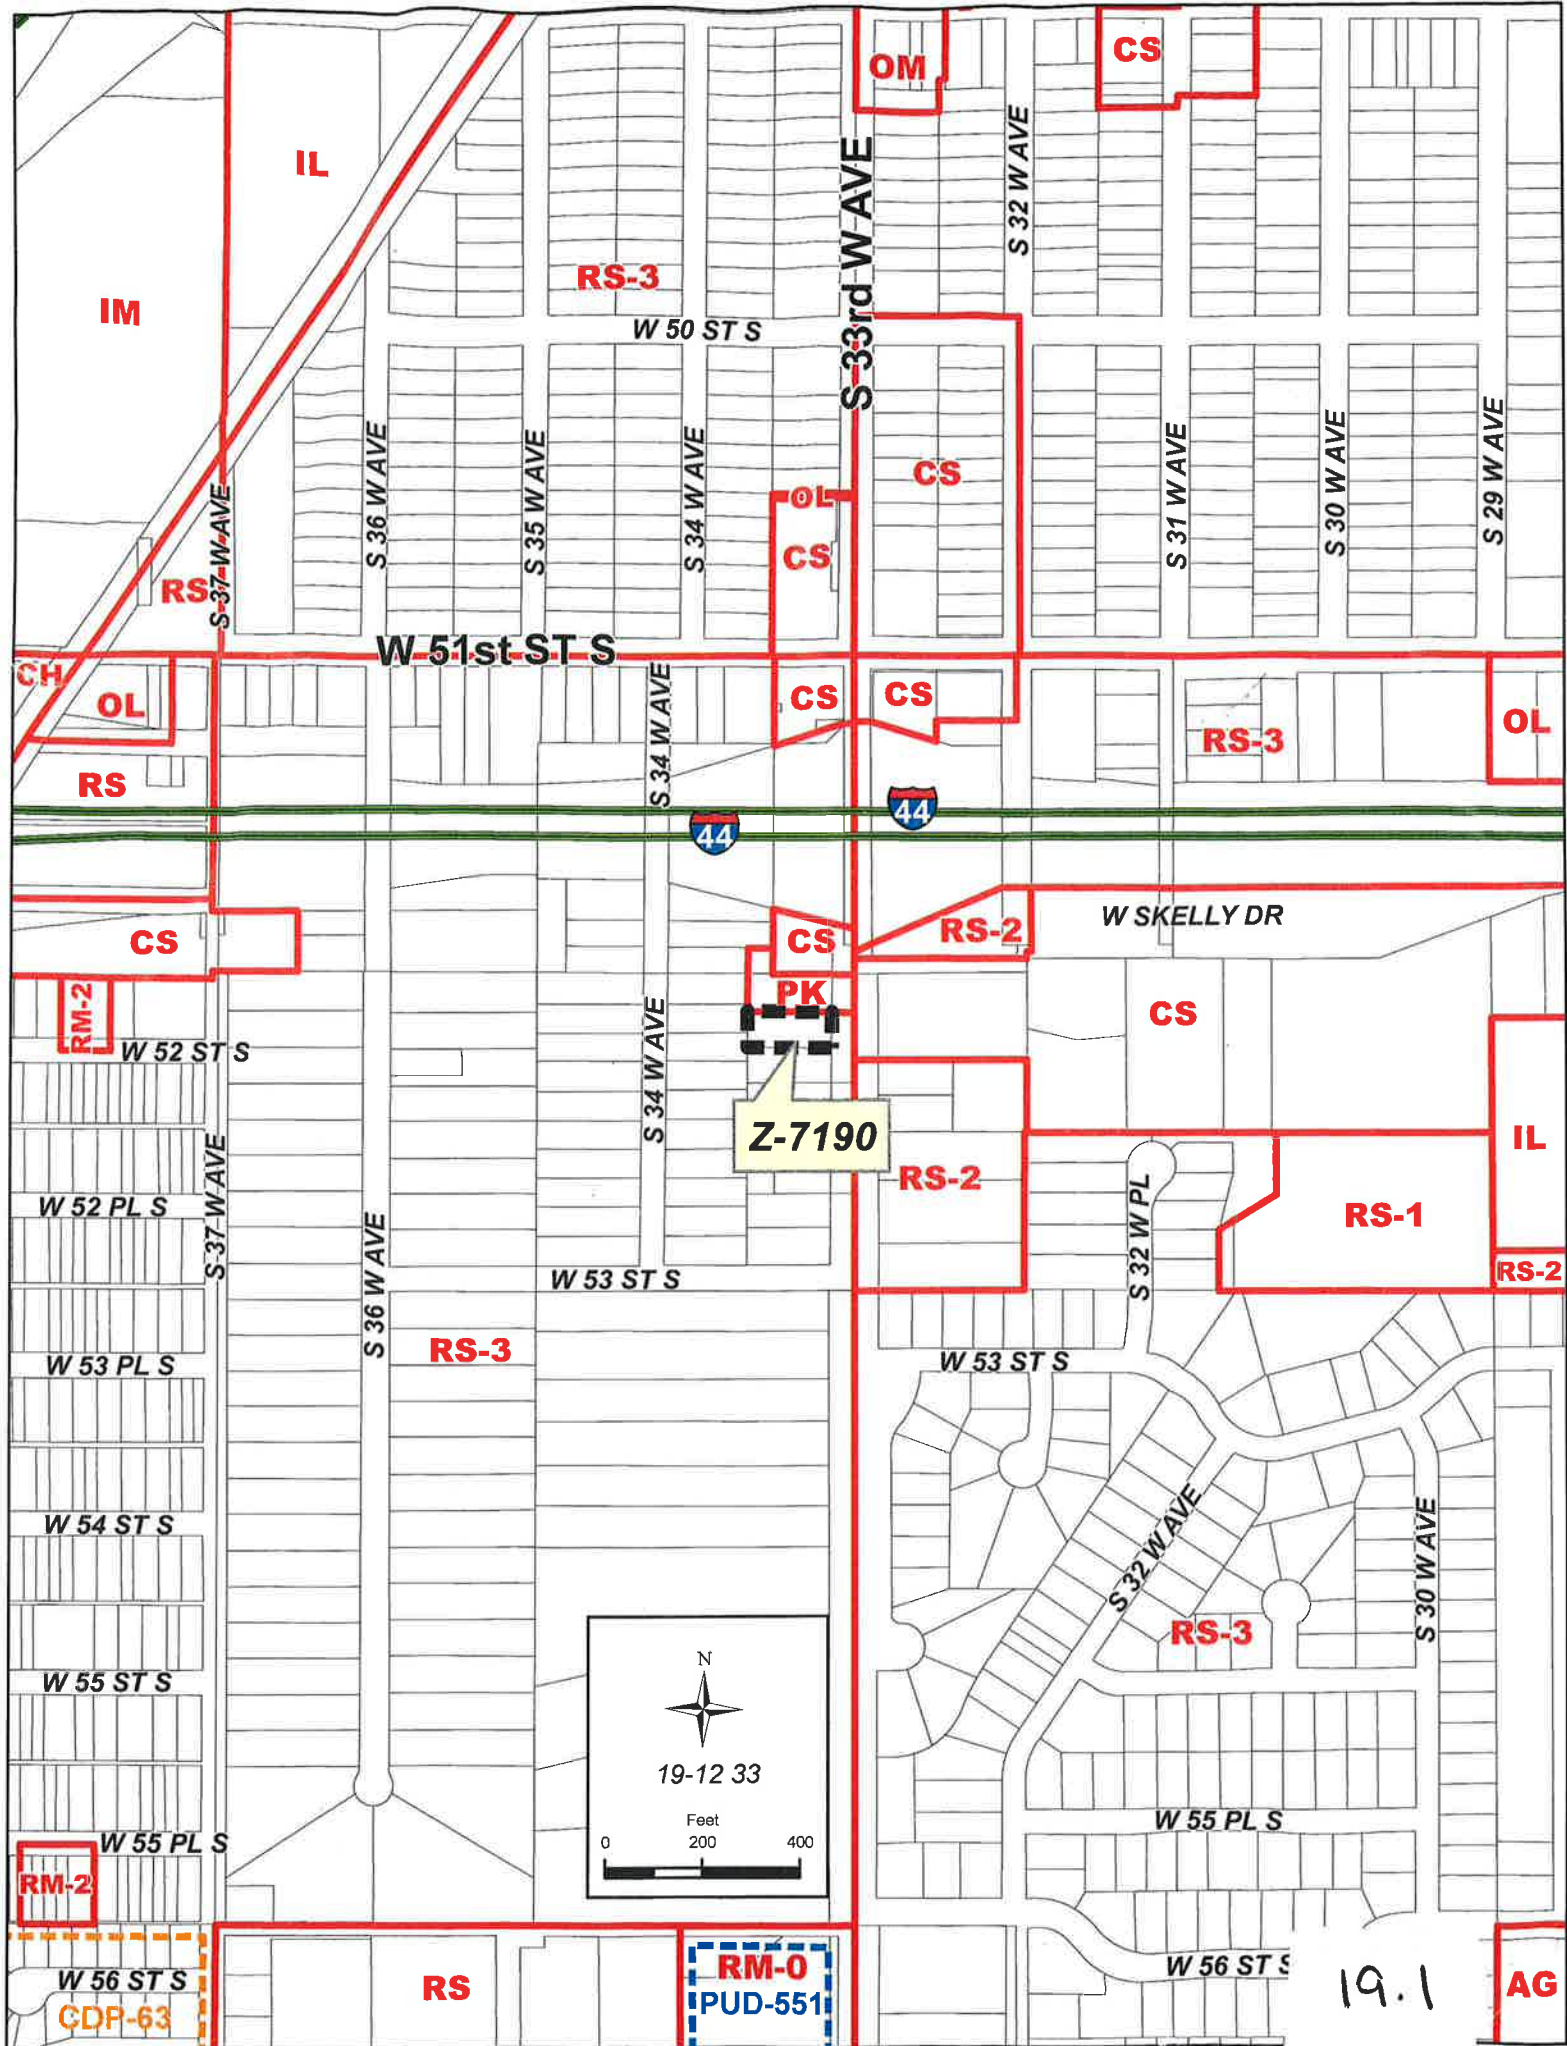 OM
CS
IL
S 32 W AVE
S 33rd W AVE
RS-3
IM
W 50 ST S
S 36 W AVE
S 35 W AVE
S 34 W AVE
CS
OL
CS
S 31 W AVE
S 30 W AVE
S 29 W AVE
S 37 W AVE
RS
W 51st ST S
CH
OL
S 34 W AVE
CS
CS
RS-3
OL
RS
44
44
CS
CS
RS-2
W SKELLY DR
PK
CS
RM-2
W 52 ST S
S 34 W AVE
Z-7190
IL
RS-2
S 37 W AVE
W 52 PL S
S 36 W AVE
S 32 W PL
RS-1
RS-2
W 53 ST S
RS-3
W 53 PL S
W 53 ST S
W 54 ST S
S 32 W AVE
S 30 W AVE
RS-3
W 55 ST S
N
19-12 33
Feet
0 200 400
W 55 PL S
W 55 PL S
RM-2
W 56 ST S
CDP-63
RS
RM-0
PUD-551
W 56 ST S
19.1
AG